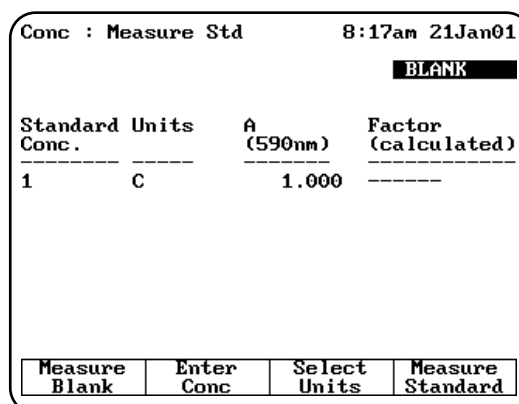 Conc : Measure Std 8:17am 21Jan01
BLANK
Standard Units A Factor
Conc. (590nm) (calculated)
--------- ----- ------- ------------
1 C 1.000 ------
Measure Enter Select Measure
Blank Conc Units Standard